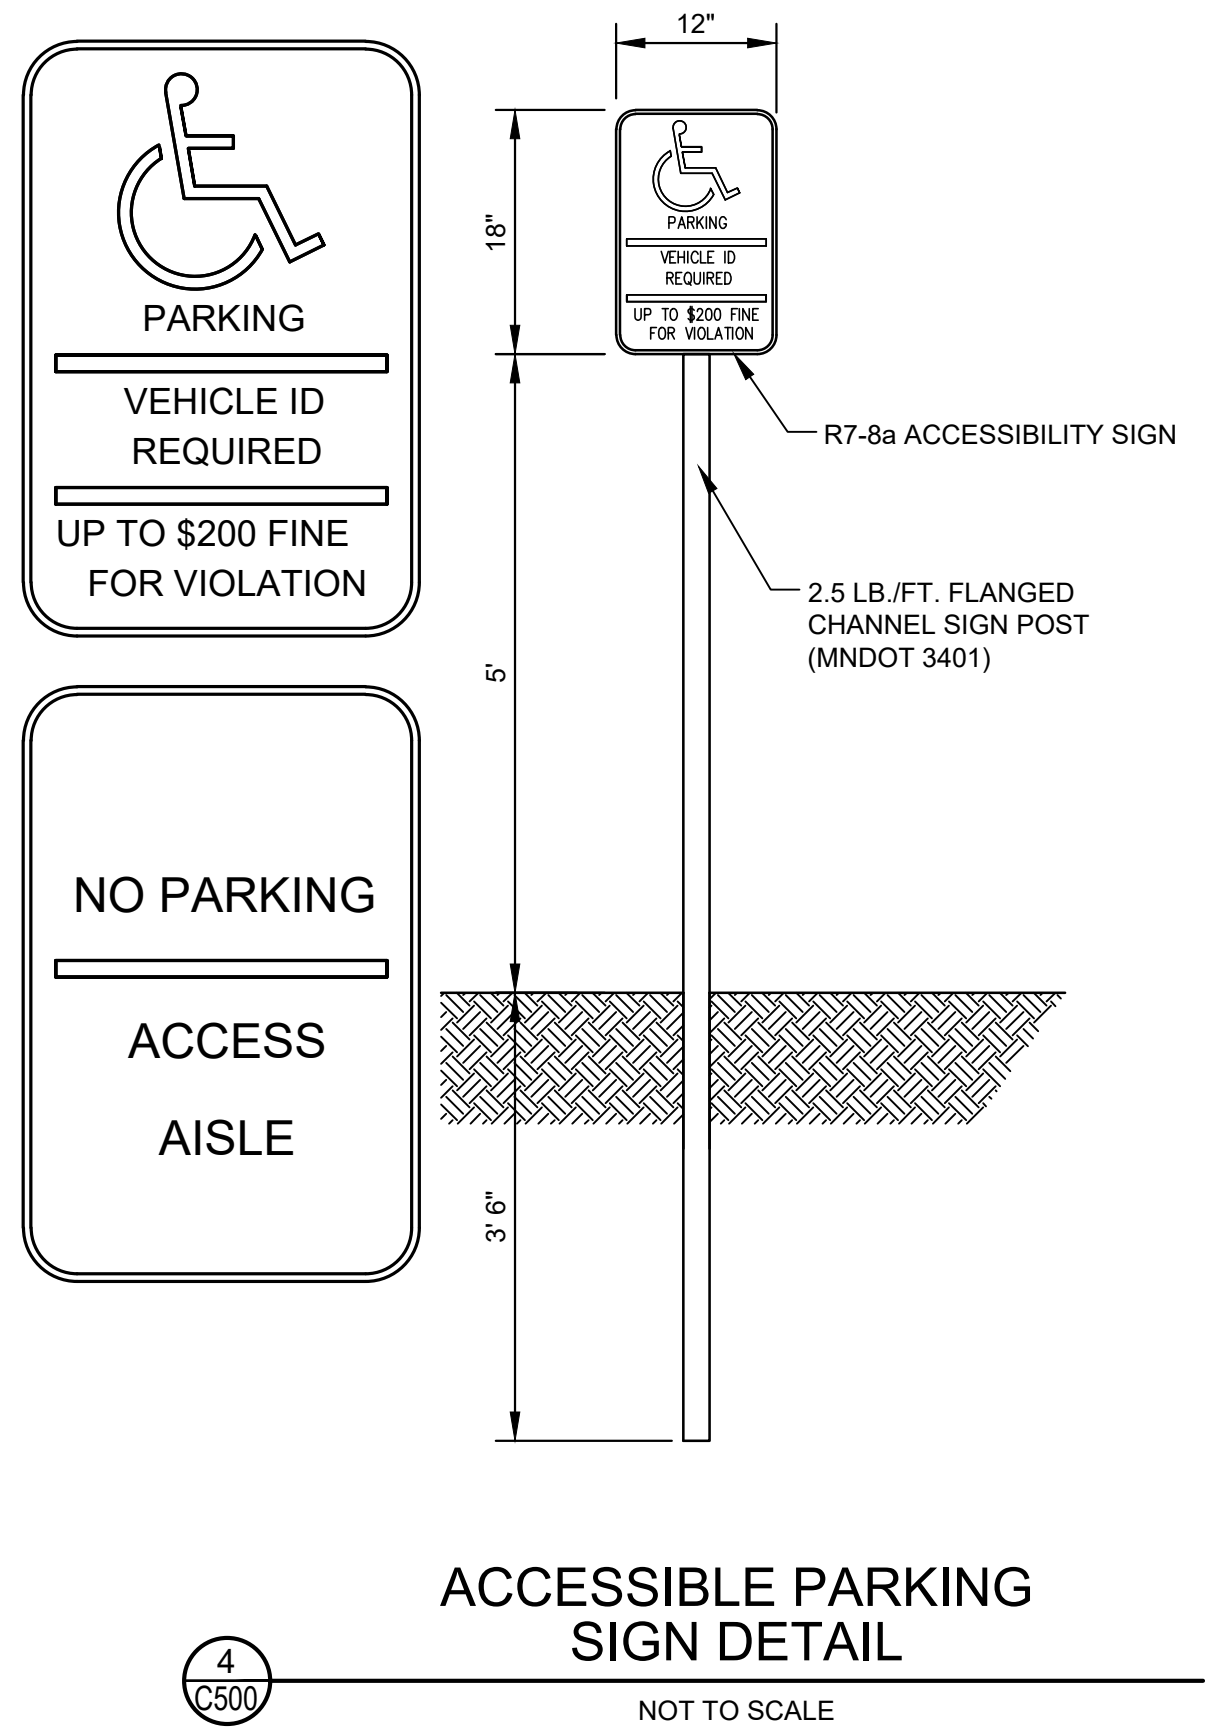 PARKING
VEHICLE ID
REQUIRED
UP TO $200 FINE
FOR VIOLATION
NO PARKING
ACCESS
AISLE
12"
18"
PARKING
VEHICLE ID
REQUIRED
UP TO $200 FINE
FOR VIOLATION
R7-8a ACCESSIBILITY SIGN
2.5 LB./FT. FLANGED
CHANNEL SIGN POST
(MNDOT 3401)
5'
3' 6"
ACCESSIBLE PARKING
SIGN DETAIL
4
C500
NOT TO SCALE